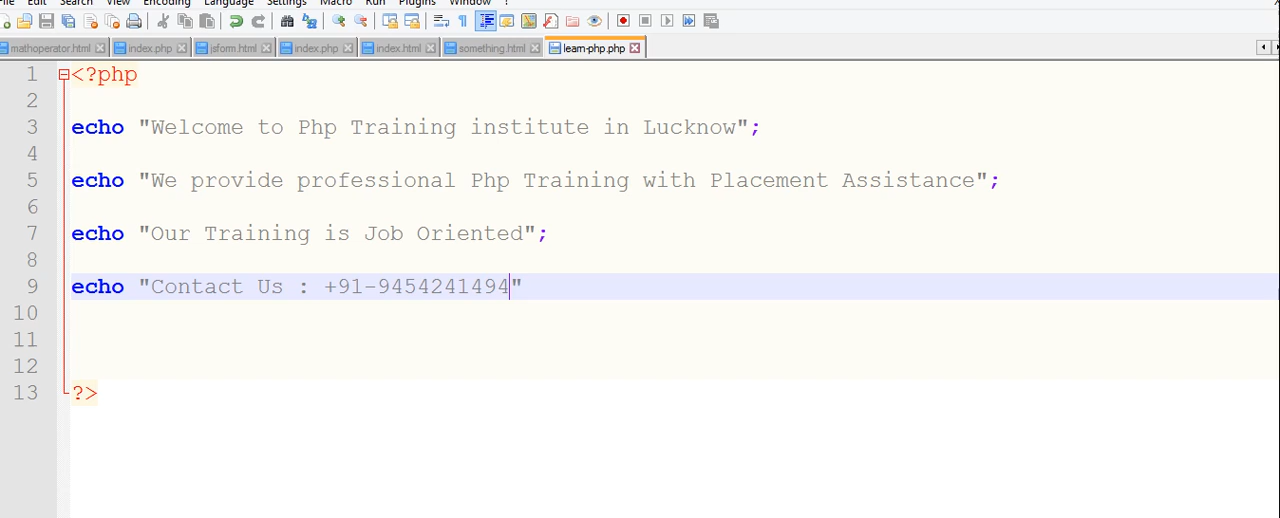 File Edit Search View Encoding Language Settings Macro Run Plugins Window ?
mathoperator.html index.php jsform.html index.php index.html something.html learn-php.php
1 <?php
2
3 echo "Welcome to Php Training institute in Lucknow";
4
5 echo "We provide professional Php Training with Placement Assistance";
6
7 echo "Our Training is Job Oriented";
8
9 echo "Contact Us : +91-9454241494"
10
11
12
13 ?>